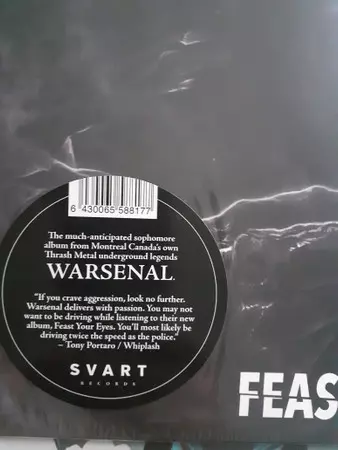 6 430065 588177
The much-anticipated sophomore
album from Montreal Canada's own
Thrash Metal underground legends
WARSENAL
"If you crave aggression, look no further.
Warsenal delivers with passion. You may not
want to be driving while listening to their new
album, Feast Your Eyes. You'll most likely be
driving twice the speed as the police."
– Tony Portaro / Whiplash
SVART
RECORDS
FEAS